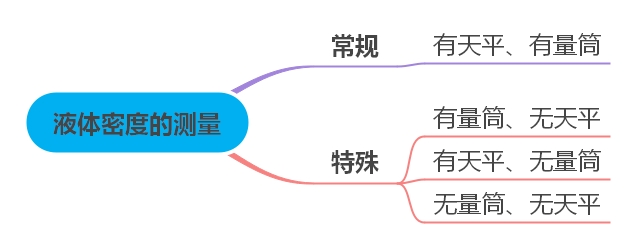 液体密度的测量
常规
有天平、有量筒
特殊
有量筒、无天平
有天平、无量筒
无量筒、无天平